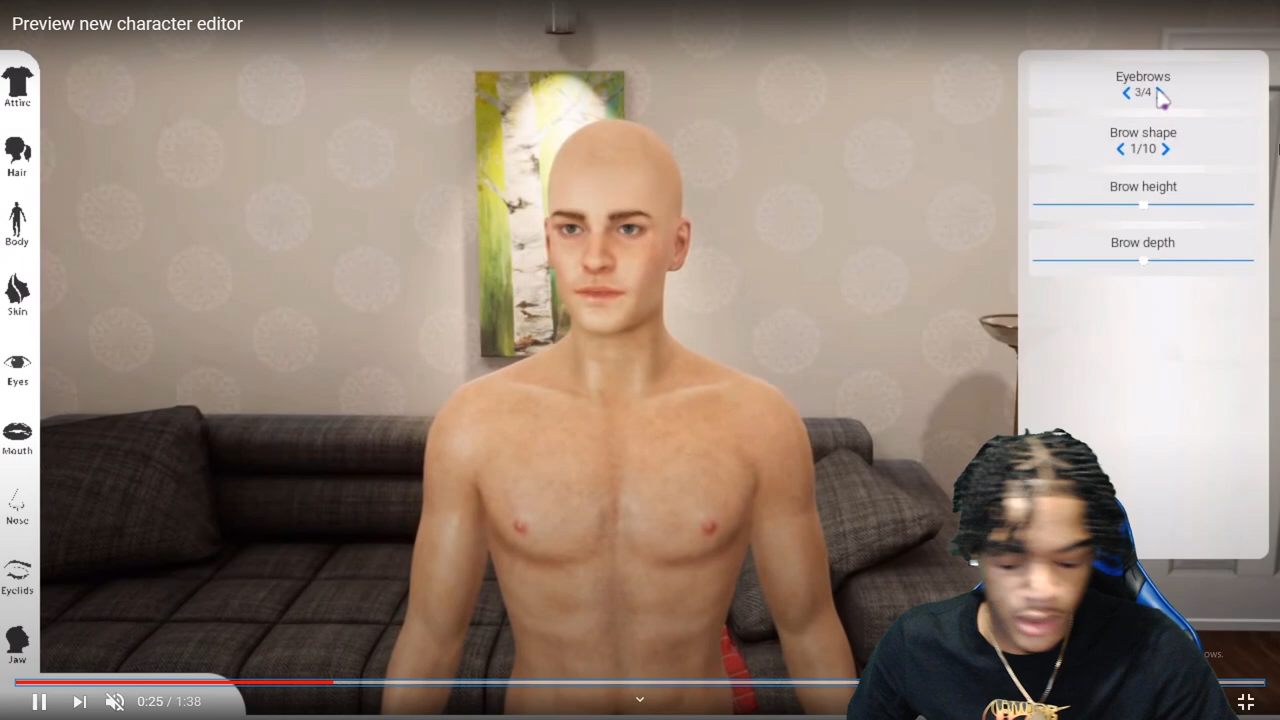 Preview new character editor
Attire
Hair
Body
Skin
Eyes
Mouth
Nose
Eyelids
Jaw
Eyebrows
3/4
Brow shape
1/10
Brow height
Brow depth
ows.
0:25 / 1:38